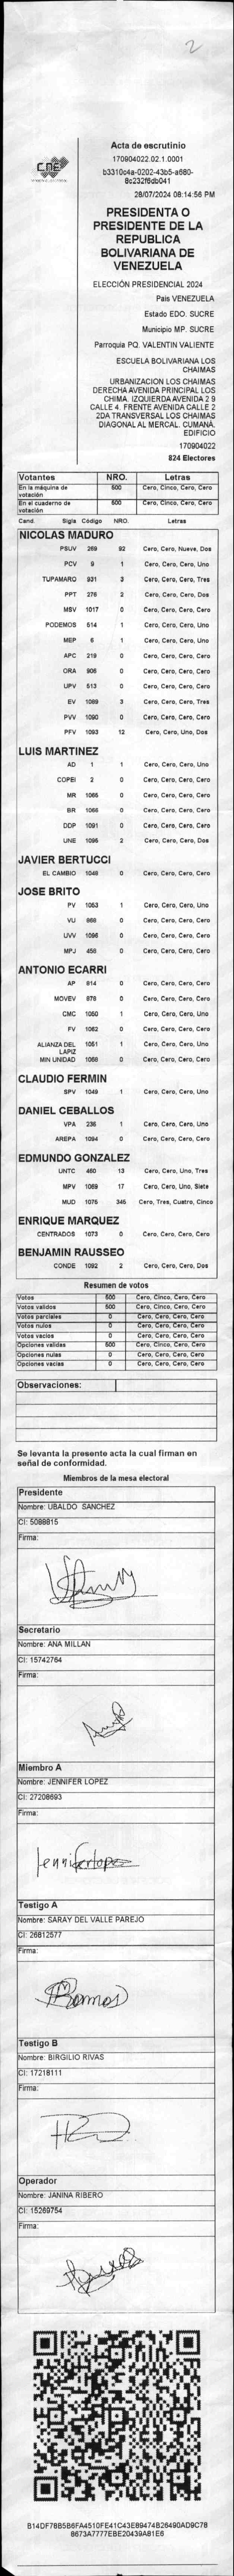 2
CNE
Acta de escrutinio
170904022.02.1.0001
b3310c4a-0202-43b5-a680-
8c232f6db041
28/07/2024 08:14:56 PM
PRESIDENTA O
PRESIDENTE DE LA
REPUBLICA
BOLIVARIANA DE
VENEZUELA
ELECCIÓN PRESIDENCIAL 2024
Pais VENEZUELA
Estado EDO. SUCRE
Municipio MP. SUCRE
Parroquia PQ. VALENTIN VALIENTE
ESCUELA BOLIVARIANA LOS
CHAIMAS
URBANIZACION LOS CHAIMAS
DERECHA AVENIDA PRINCIPAL LOS
CHIMA. IZQUIERDA AVENIDA 2 9
CALLE 4. FRENTE AVENIDA CALLE 2
2DA TRANSVERSAL LOS CHAIMAS
DIAGONAL AL MERCAL. CUMANÁ.
EDIFICIO
170904022
824 Electores
Votantes NRO. Letras
En la máquina de votación 500 Cero, Cinco, Cero, Cero
En el cuaderno de votación 500 Cero, Cinco, Cero, Cero
Cand. Sigla Código NRO. Letras
NICOLAS MADURO
PSUV 269 92 Cero, Cero, Nueve, Dos
PCV 9 1 Cero, Cero, Cero, Uno
TUPAMARO 931 3 Cero, Cero, Cero, Tres
PPT 276 2 Cero, Cero, Cero, Dos
MSV 1017 0 Cero, Cero, Cero, Cero
PODEMOS 514 1 Cero, Cero, Cero, Uno
MEP 6 1 Cero, Cero, Cero, Uno
APC 219 0 Cero, Cero, Cero, Cero
ORA 906 0 Cero, Cero, Cero, Cero
UPV 513 0 Cero, Cero, Cero, Cero
EV 1089 3 Cero, Cero, Cero, Tres
PVV 1090 0 Cero, Cero, Cero, Cero
PFV 1093 12 Cero, Cero, Uno, Dos
LUIS MARTINEZ
AD 1 1 Cero, Cero, Cero, Uno
COPEI 2 0 Cero, Cero, Cero, Cero
MR 1065 0 Cero, Cero, Cero, Cero
BR 1066 0 Cero, Cero, Cero, Cero
DDP 1091 0 Cero, Cero, Cero, Cero
UNE 1095 2 Cero, Cero, Cero, Dos
JAVIER BERTUCCI
EL CAMBIO 1048 0 Cero, Cero, Cero, Cero
JOSE BRITO
PV 1053 1 Cero, Cero, Cero, Uno
VU 868 0 Cero, Cero, Cero, Cero
UVV 1096 0 Cero, Cero, Cero, Cero
MPJ 458 0 Cero, Cero, Cero, Cero
ANTONIO ECARRI
AP 814 0 Cero, Cero, Cero, Cero
MOVEV 878 0 Cero, Cero, Cero, Cero
CMC 1050 1 Cero, Cero, Cero, Uno
FV 1062 0 Cero, Cero, Cero, Cero
ALIANZA DEL LAPIZ 1051 1 Cero, Cero, Cero, Uno
MIN UNIDAD 1068 0 Cero, Cero, Cero, Cero
CLAUDIO FERMIN
SPV 1049 1 Cero, Cero, Cero, Uno
DANIEL CEBALLOS
VPA 236 1 Cero, Cero, Cero, Uno
AREPA 1094 0 Cero, Cero, Cero, Cero
EDMUNDO GONZALEZ
UNTC 460 13 Cero, Cero, Uno, Tres
MPV 1069 17 Cero, Cero, Uno, Siete
MUD 1076 345 Cero, Tres, Cuatro, Cinco
ENRIQUE MARQUEZ
CENTRADOS 1073 0 Cero, Cero, Cero, Cero
BENJAMIN RAUSSEO
CONDE 1092 2 Cero, Cero, Cero, Dos
Resumen de votos
Votos 500 Cero, Cinco, Cero, Cero
Votos validos 500 Cero, Cinco, Cero, Cero
Votos parciales 0 Cero, Cero, Cero, Cero
Votos nulos 0 Cero, Cero, Cero, Cero
Votos vacios 0 Cero, Cero, Cero, Cero
Opciones validas 500 Cero, Cinco, Cero, Cero
Opciones nulas 0 Cero, Cero, Cero, Cero
Opciones vacias 0 Cero, Cero, Cero, Cero
Observaciones:
Se levanta la presente acta la cual firman en
señal de conformidad.
Miembros de la mesa electoral
Presidente
Nombre: UBALDO SANCHEZ
CI: 5088815
Firma:
Secretario
Nombre: ANA MILLAN
CI: 15742764
Firma:
Miembro A
Nombre: JENNIFER LOPEZ
CI: 27208693
Firma:
Jenniferlopez
Testigo A
Nombre: SARAY DEL VALLE PAREJO
CI: 26812577
Firma:
Testigo B
Nombre: BIRGILIO RIVAS
CI: 17218111
Firma:
Operador
Nombre: JANINA RIBERO
CI: 15289754
Firma:
B14DF78B5B6FA4510FE41C43E89474B26490AD9C78
8673A7777EBE20439A81E6